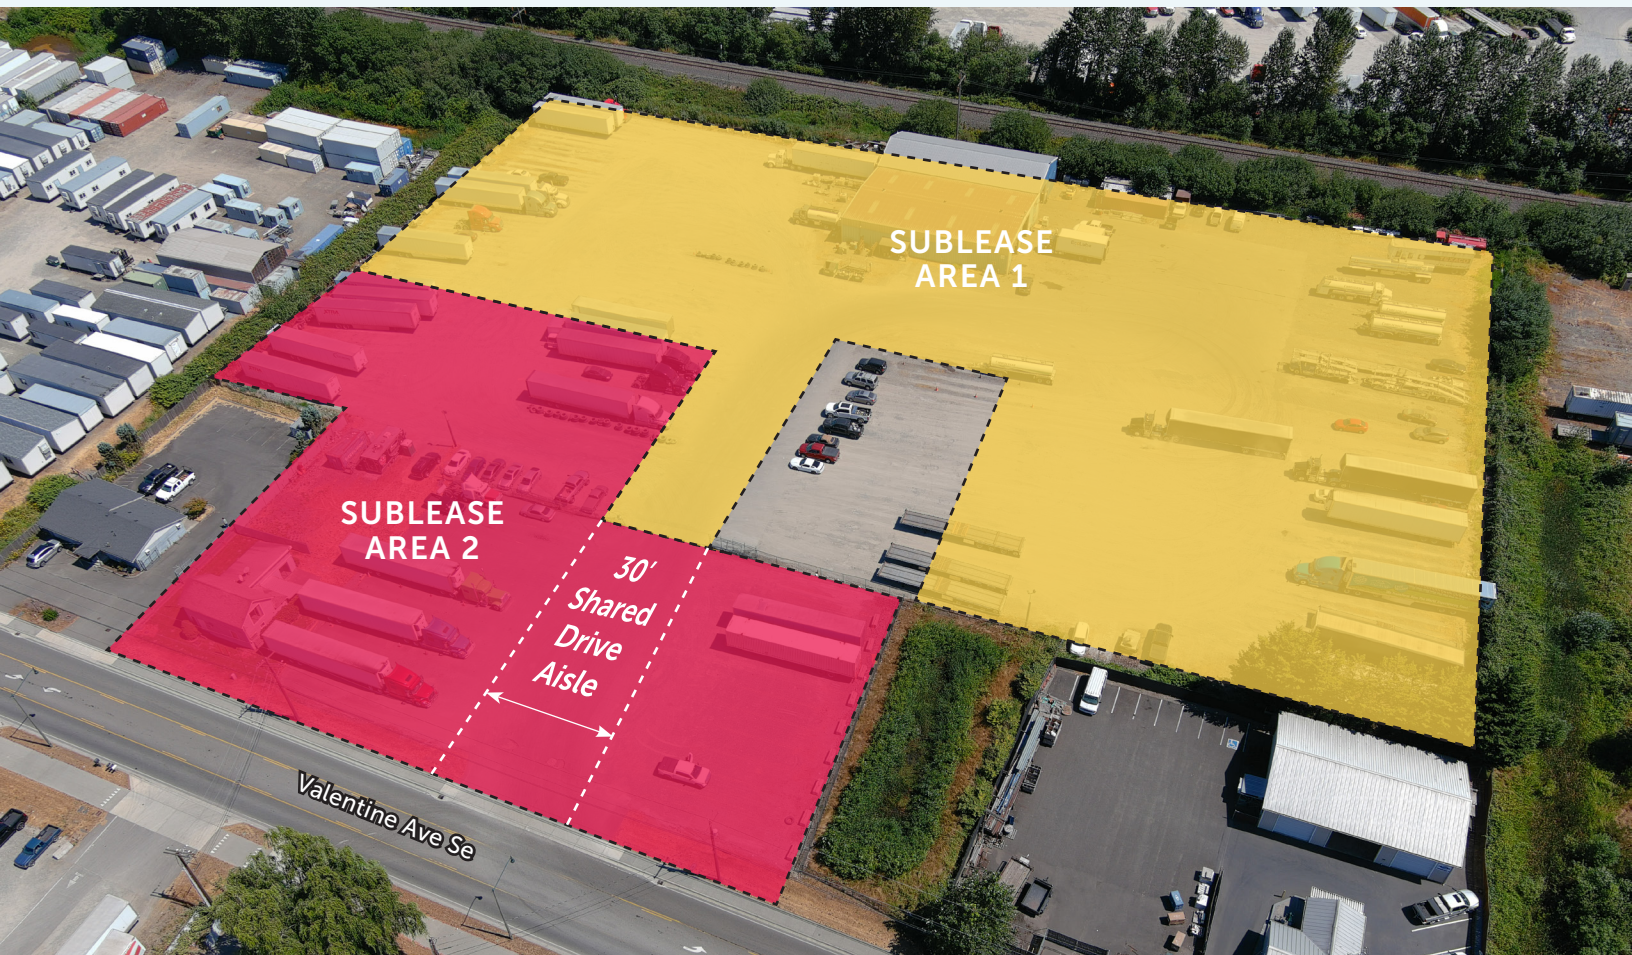 SUBLEASE
AREA 1
SUBLEASE
AREA 2
30'
Shared
Drive
Aisle
Valentine Ave Se